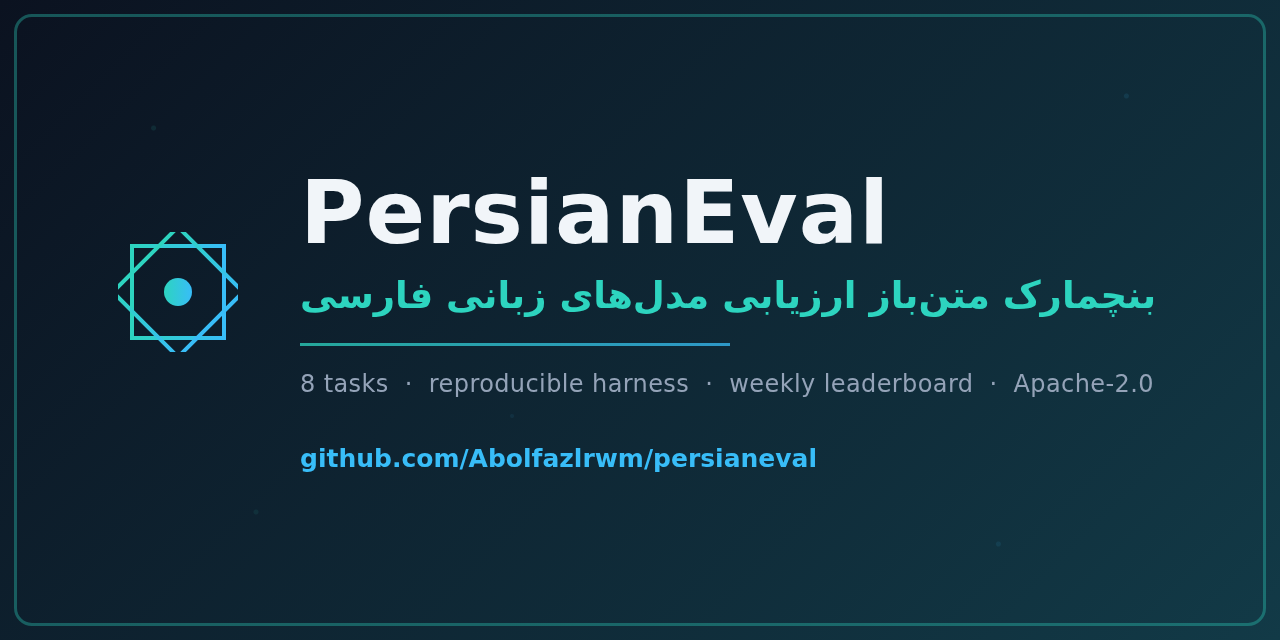 PersianEval
بنچمارک متن‌باز ارزیابی مدل‌های زبانی فارسی
8 tasks · reproducible harness · weekly leaderboard · Apache-2.0
github.com/Abolfazlrwm/persianeval